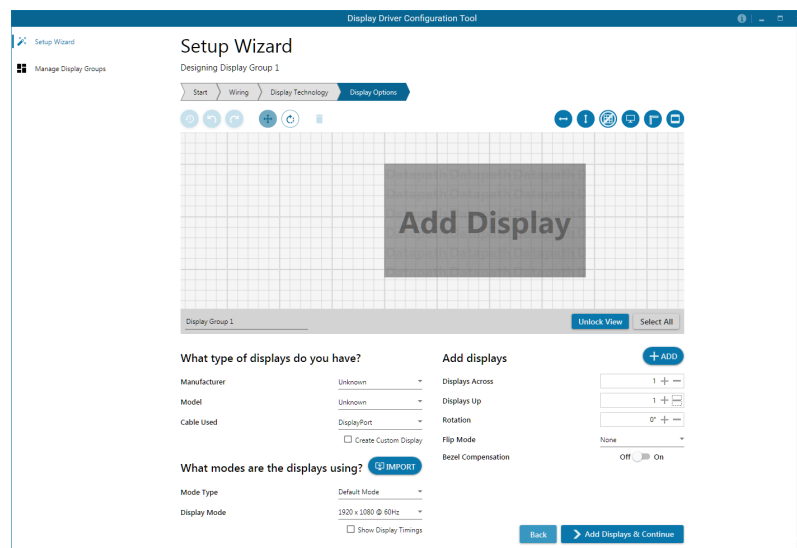 Display Driver Configuration Tool
Setup Wizard
Manage Display Groups
Setup Wizard
Designing Display Group 1
Start
Wiring
Display Technology
Display Options
Add Display
Display Group 1
Unlock View
Select All
What type of displays do you have?
Manufacturer
Unknown
Model
Unknown
Cable Used
DisplayPort
Create Custom Display
What modes are the displays using?
IMPORT
Mode Type
Default Mode
Display Mode
1920 x 1080 @ 60Hz
Show Display Timings
Add displays
+ ADD
Displays Across
1 + −
Displays Up
1 + −
Rotation
0° + −
Flip Mode
None
Bezel Compensation
Off On
Back
Add Displays & Continue